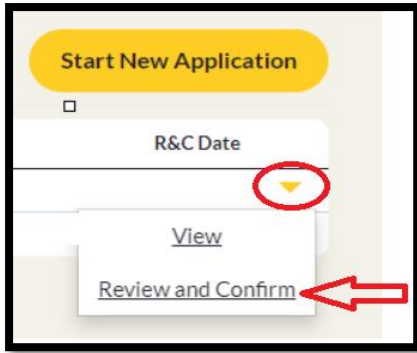 Start New Application
R&C Date
View
Review and Confirm